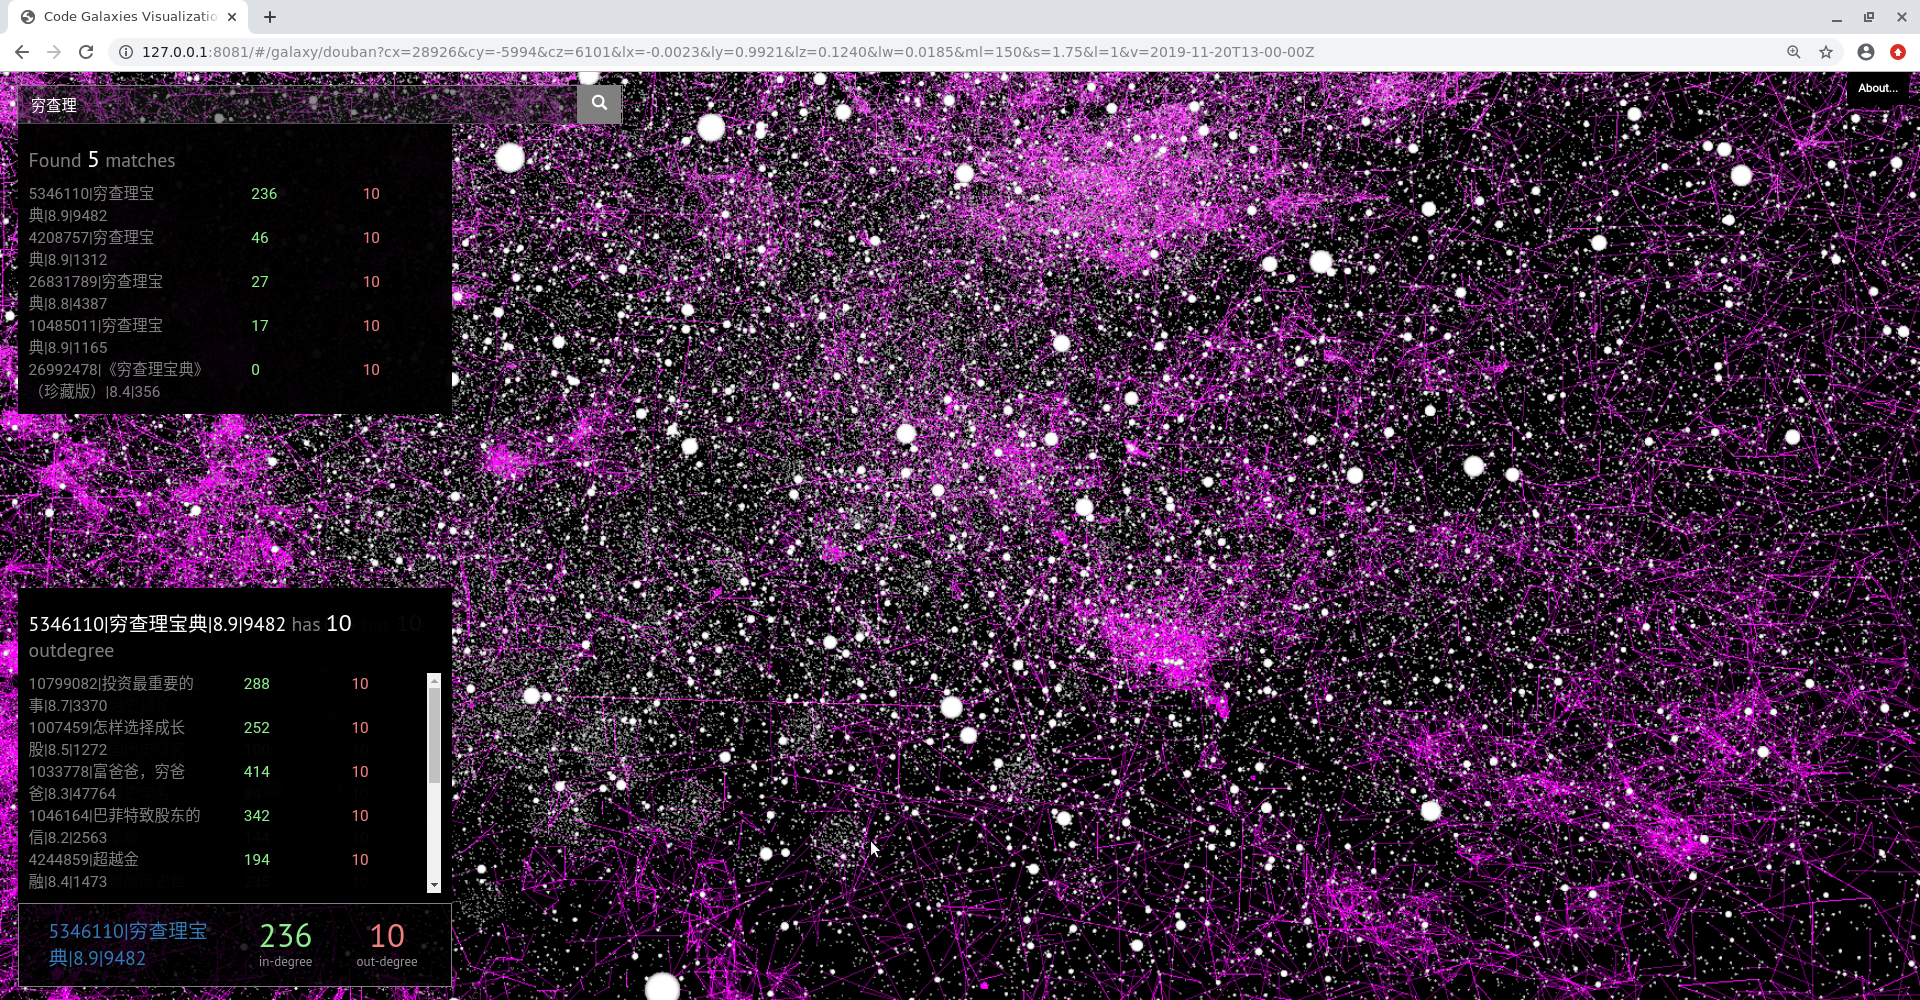 Code Galaxies Visualizatio
127.0.0.1:8081/#/galaxy/douban?cx=28926&cy=-5994&cz=6101&lx=-0.0023&ly=0.9921&lz=0.1240&lw=0.0185&ml=150&s=1.75&l=1&v=2019-11-20T13-00-00Z
穷查理
About...
Found 5 matches
5346110|穷查理宝 236 10
典|8.9|9482
4208757|穷查理宝 46 10
典|8.9|1312
26831789|穷查理宝 27 10
典|8.8|4387
10485011|穷查理宝 17 10
典|8.9|1165
26992478|《穷查理宝典》 0 10
（珍藏版）|8.4|356
5346110|穷查理宝典|8.9|9482 has 10
outdegree
10799082|投资最重要的 288 10
事|8.7|3370
1007459|怎样选择成长 252 10
股|8.5|1272
1033778|富爸爸，穷爸 414 10
爸|8.3|47764
1046164|巴菲特致股东的 342 10
信|8.2|2563
4244859|超越金 194 10
融|8.4|1473
5346110|穷查理宝 236 10
典|8.9|9482 in-degree out-degree